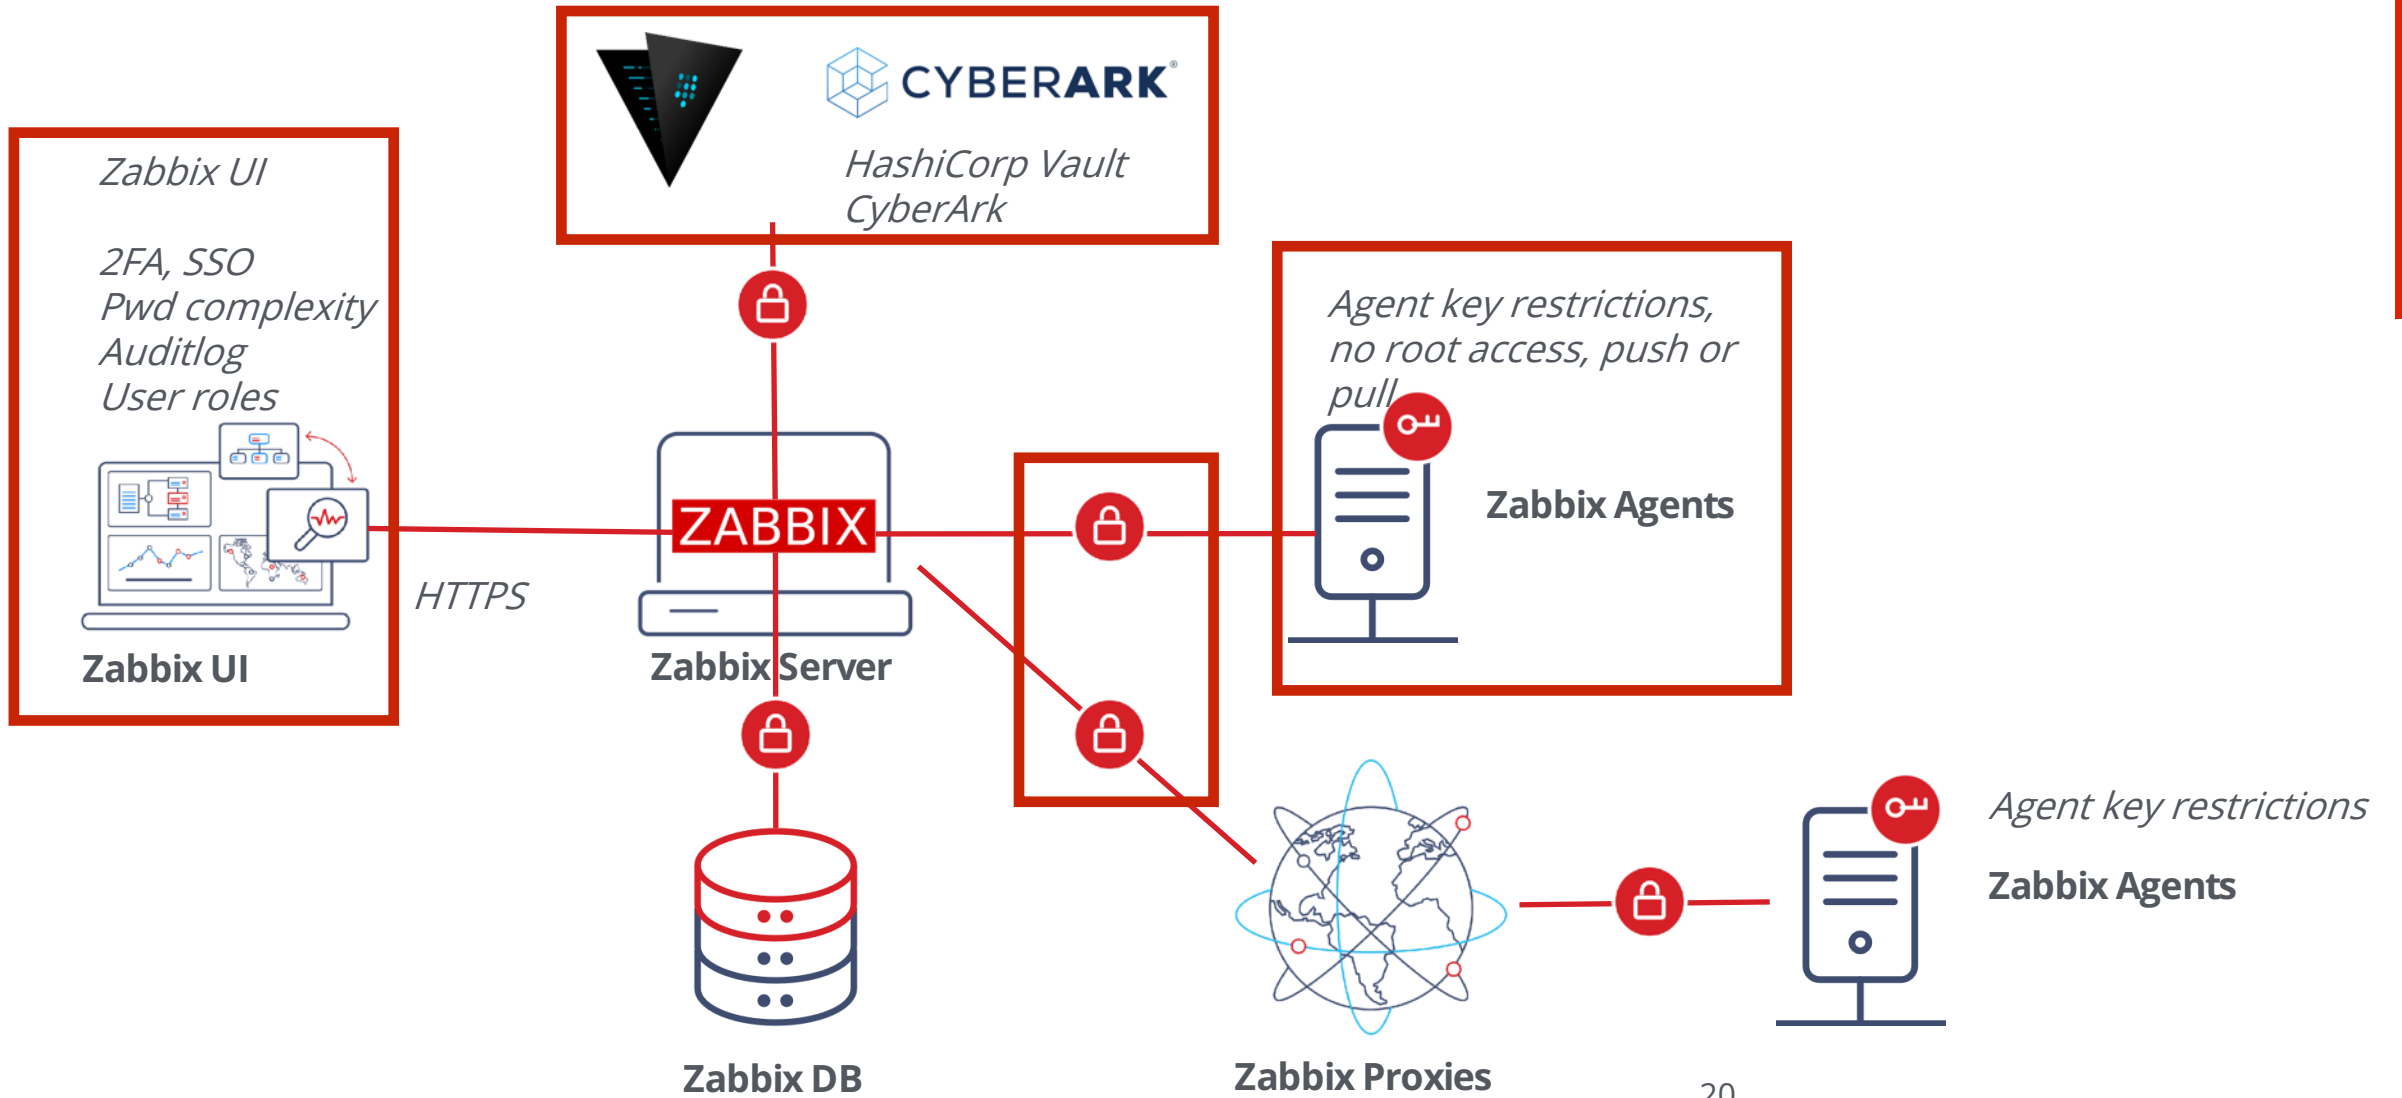 CYBERARK®
HashiCorp Vault
CyberArk
Zabbix UI
2FA, SSO
Pwd complexity
Auditlog
User roles
Zabbix UI
HTTPS
ZABBIX
Zabbix Server
Agent key restrictions,
no root access, push or
pull
Zabbix Agents
Agent key restrictions
Zabbix Agents
Zabbix DB
Zabbix Proxies
20